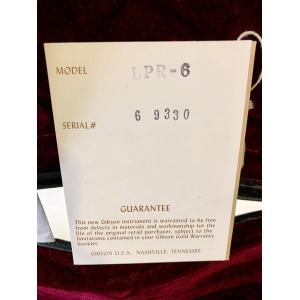 MODEL LPR-6
SERIAL# 6 9330
GUARANTEE
This new Gibson instrument is warranted to be free
from defects in materials and workmanship for the
life of the original retail purchaser, subject to the
limitations contained in your Gibson Gold Warranty
booklet.
GIBSON U.S.A., NASHVILLE, TENNESSEE